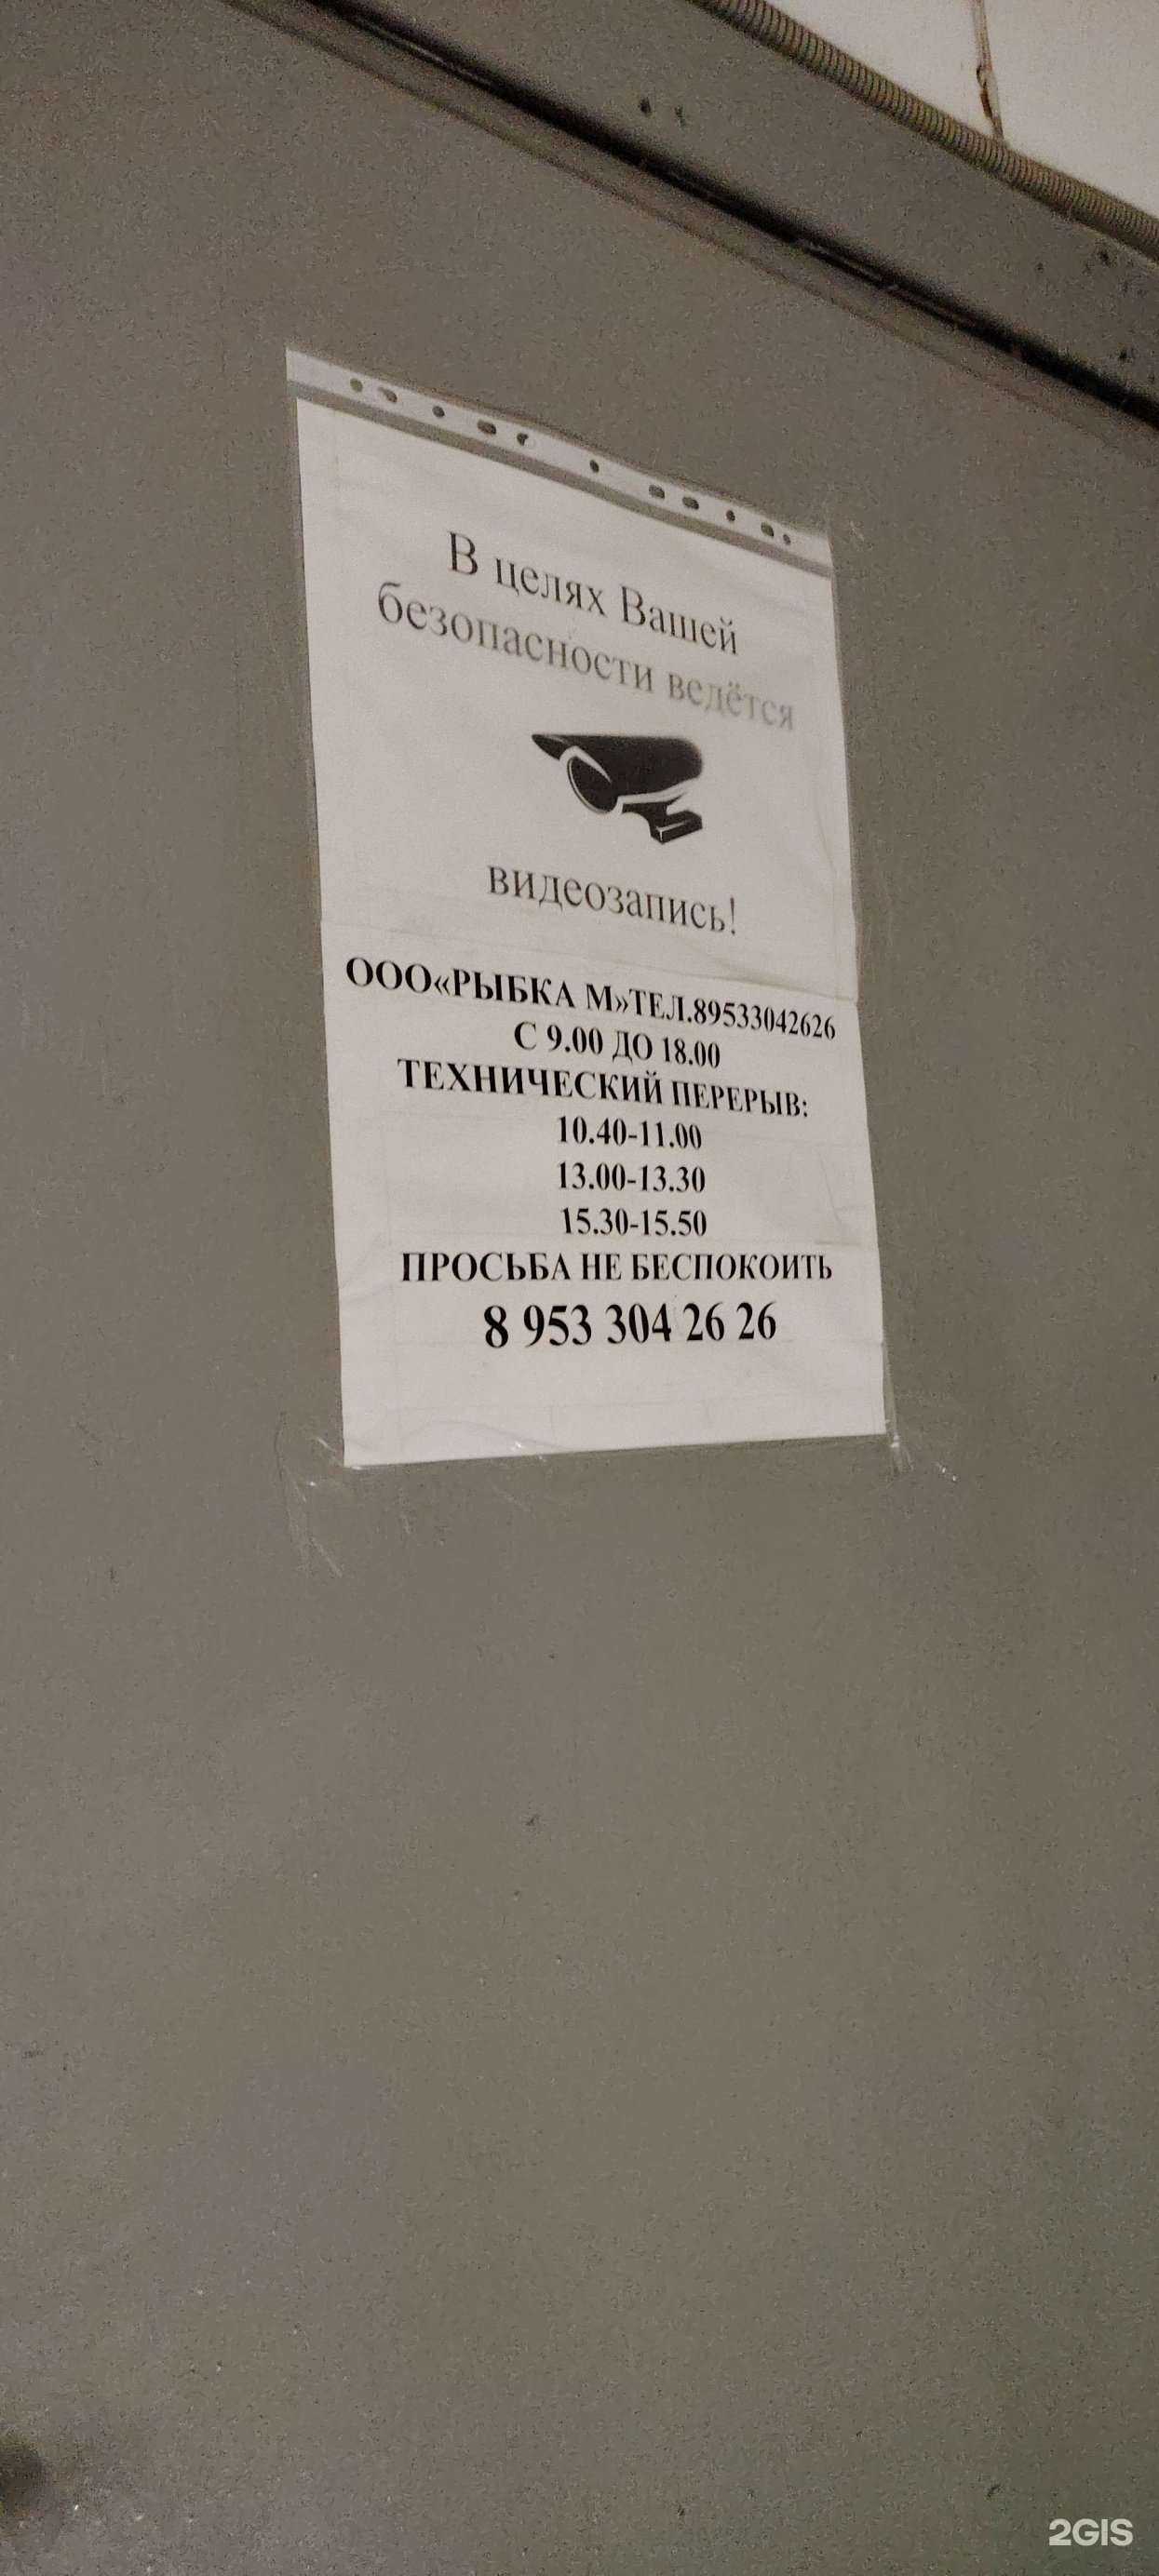 В целях Вашей
безопасности ведётся
видеозапись!
ООО«РЫБКА М»ТЕЛ.89533042626
С 9.00 ДО 18.00
ТЕХНИЧЕСКИЙ ПЕРЕРЫВ:
10.40-11.00
13.00-13.30
15.30-15.50
ПРОСЬБА НЕ БЕСПОКОИТЬ
8 953 304 26 26
2GIS